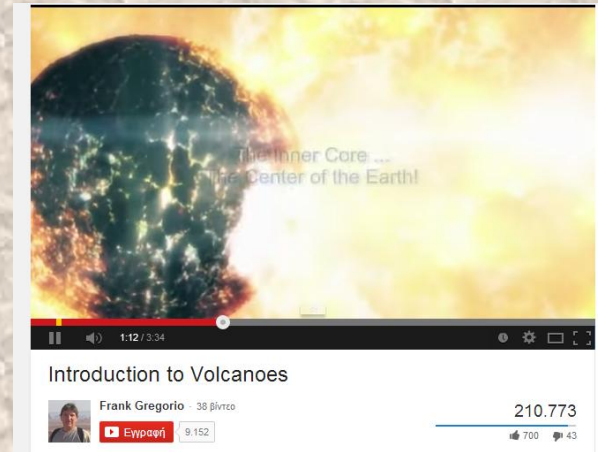 The Inner Core ...
The Center of the Earth!
1:12 / 3:34
Introduction to Volcanoes
Frank Gregorio · 38 βίντεο
Εγγραφή 9.152
210.773
700 43